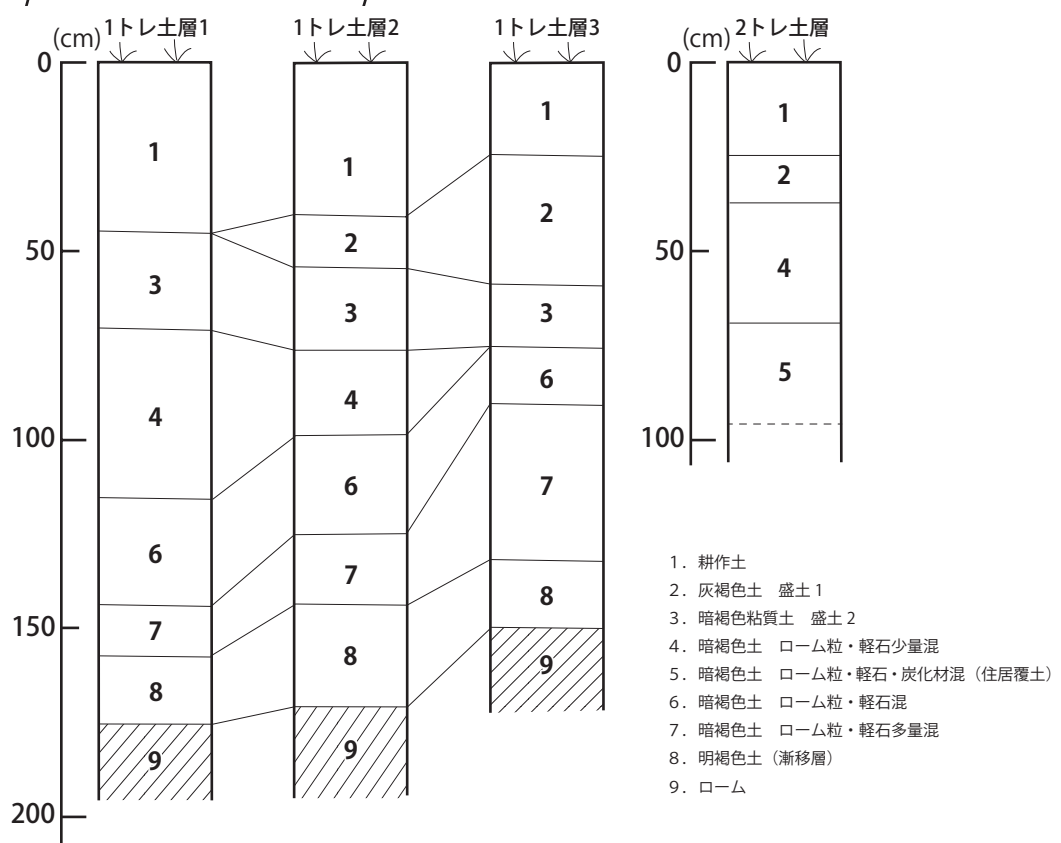 1トレ土層1 1トレ土層2 1トレ土層3 2トレ土層
(cm) (cm)
0 0
1 1 1 1
2 2
2
50 50
3 3 3 4
4 4 6 5
100 100
6 6 7
7 7 8
150
8 8 9
9 9
200
1．耕作土
2．灰褐色土　盛土1
3．暗褐色粘質土　盛土2
4．暗褐色土　ローム粒・軽石少量混
5．暗褐色土　ローム粒・軽石・炭化材混（住居覆土）
6．暗褐色土　ローム粒・軽石混
7．暗褐色土　ローム粒・軽石多量混
8．明褐色土（漸移層）
9．ローム